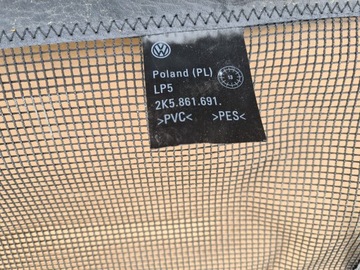 Poland (PL)
LP5
2K5.861.691.
>PVC< >PES<